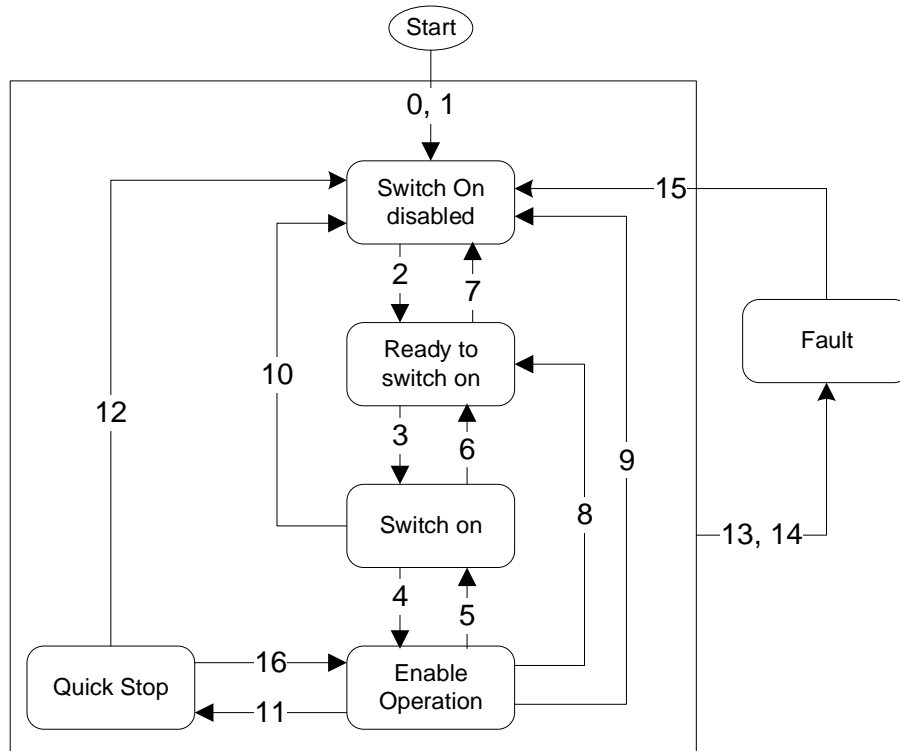 Start
0, 1
Switch On
disabled
15
2
7
Ready to
switch on
Fault
10
12
3
6
9
8
Switch on
13, 14
4
5
16
Enable
Operation
Quick Stop
11